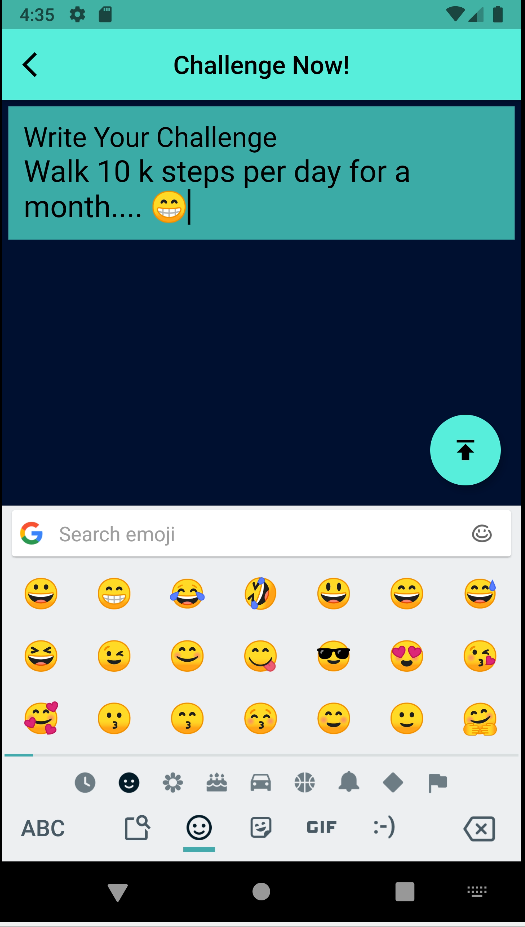 4:35
Challenge Now!
Write Your Challenge
Walk 10 k steps per day for a
month.... 😁
Search emoji
ABC
GIF
:-)